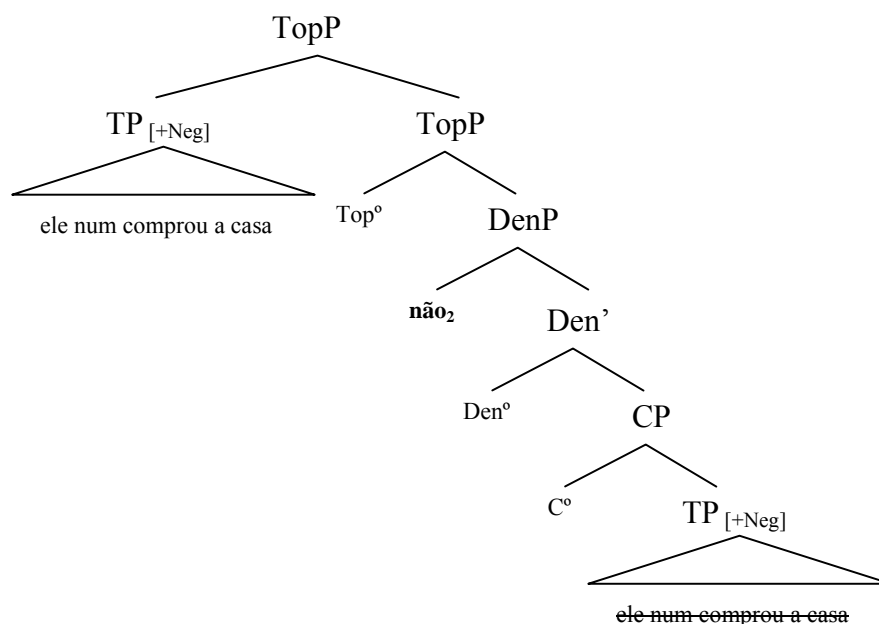 TopP
TP [+Neg] TopP
ele num comprou a casa Topº DenP
não₂ Den’
Denº CP
Cº TP [+Neg]
ele num comprou a casa